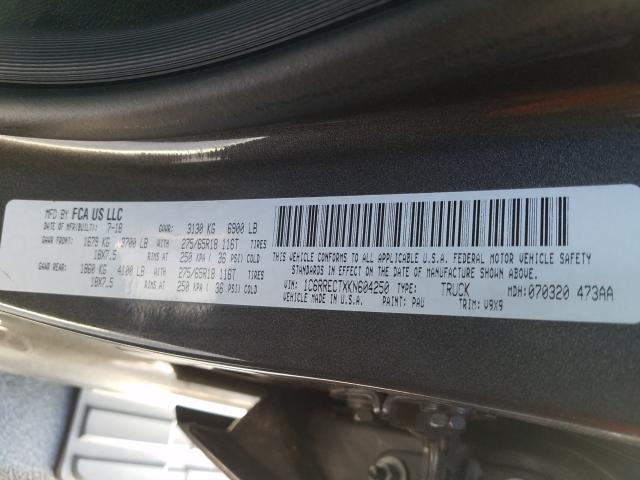 MFD BY FCA US LLC
DATE OF MFR(BUILT): 7-18 GVWR: 3130 KG 6900 LB
GAWR FRONT: 1679 KG 3700 LB WITH 275/65R18 116T TIRES
18X7.5 RIMS AT 250 KPA ( 36 PSI) COLD
GAWR REAR: 1860 KG 4100 LB WITH 275/65R18 116T TIRES
18X7.5 RIMS AT 250 KPA ( 36 PSI) COLD
THIS VEHICLE CONFORMS TO ALL APPLICABLE U.S.A. FEDERAL MOTOR VEHICLE SAFETY
STANDARDS IN EFFECT ON THE DATE OF MANUFACTURE SHOWN ABOVE.
VIN: 1C6RRECTXKN604250 TYPE: TRUCK MDH: 070320 473AA
MADE IN U.S.A. PAINT: PAU TRIM: V9X9